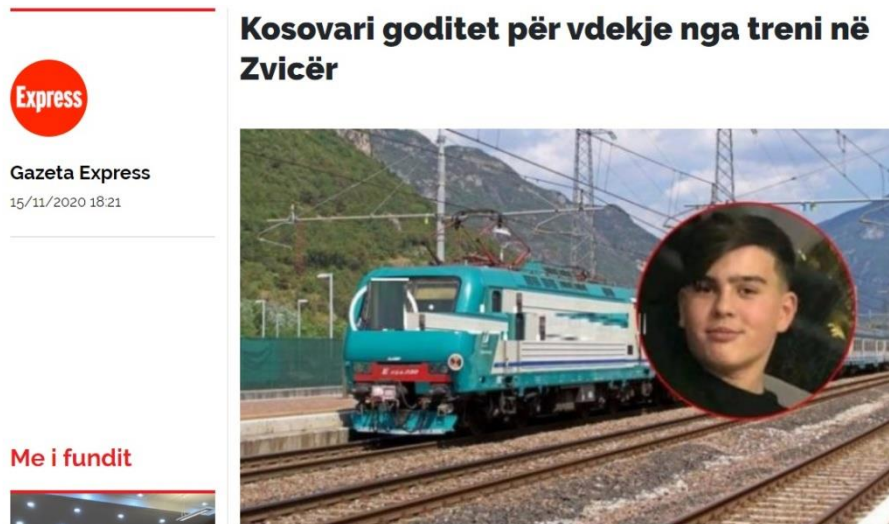 Kosovari goditet për vdekje nga treni në
Zvicër
Express
Gazeta Express
15/11/2020 18:21
Me i fundit